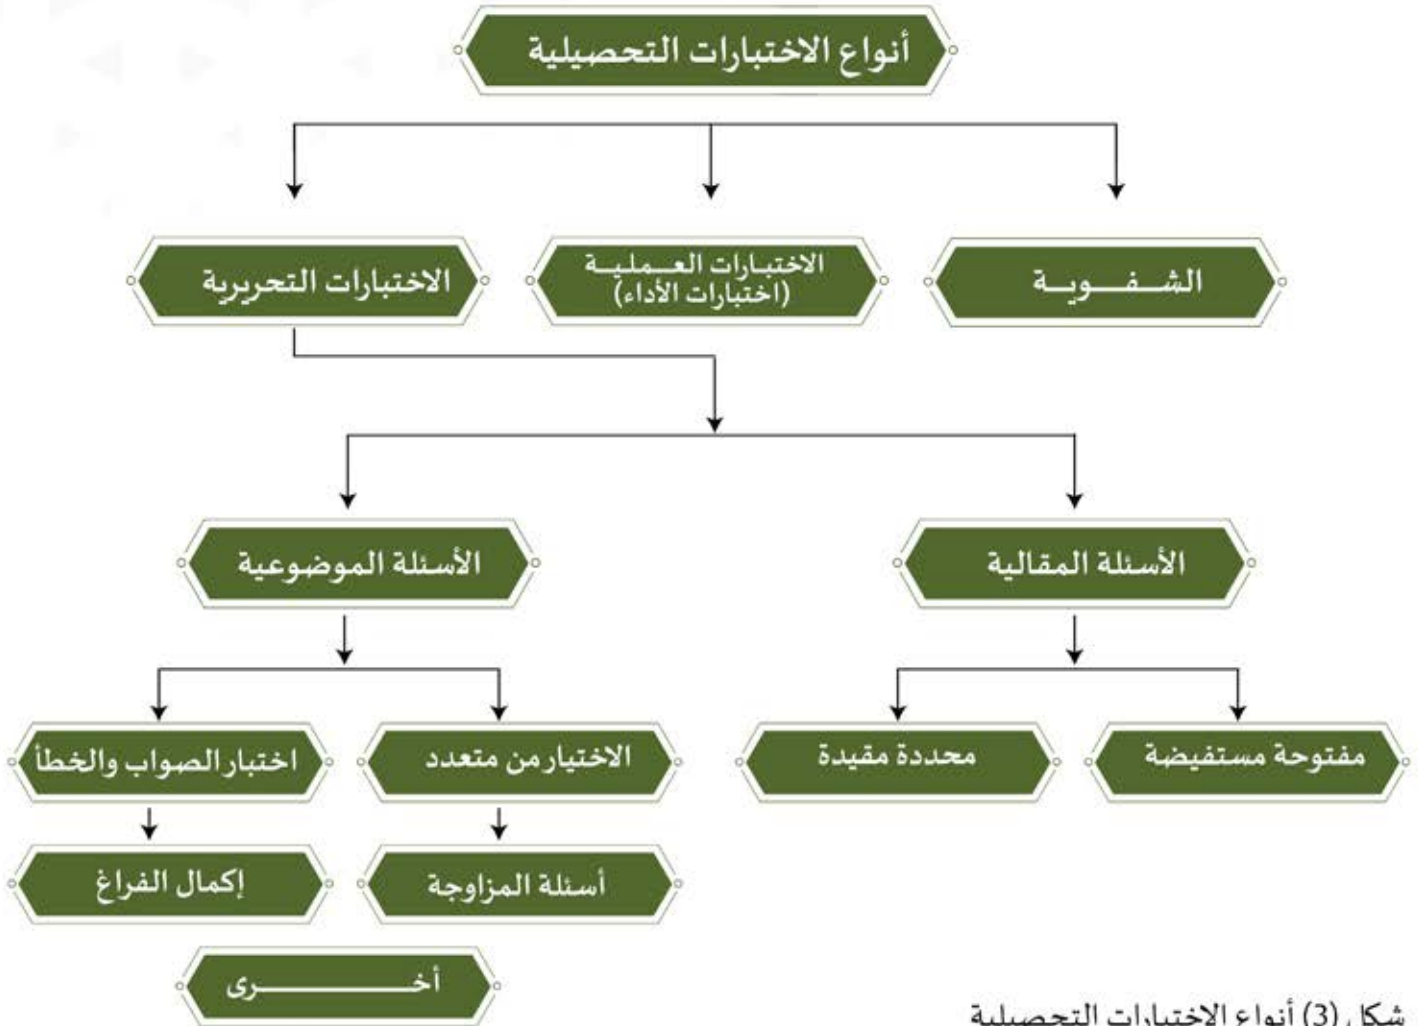 أنواع الاختبارات التحصيلية
الشفوية
الاختبارات العملية
(اختبارات الأداء)
الاختبارات التحريرية
الأسئلة المقالية
الأسئلة الموضوعية
مفتوحة مستفيضة
محددة مقيدة
الاختيار من متعدد
اختبار الصواب والخطأ
أسئلة المزاوجة
إكمال الفراغ
أخرى
شكل (3) أنواع الاختبارات التحصيلية